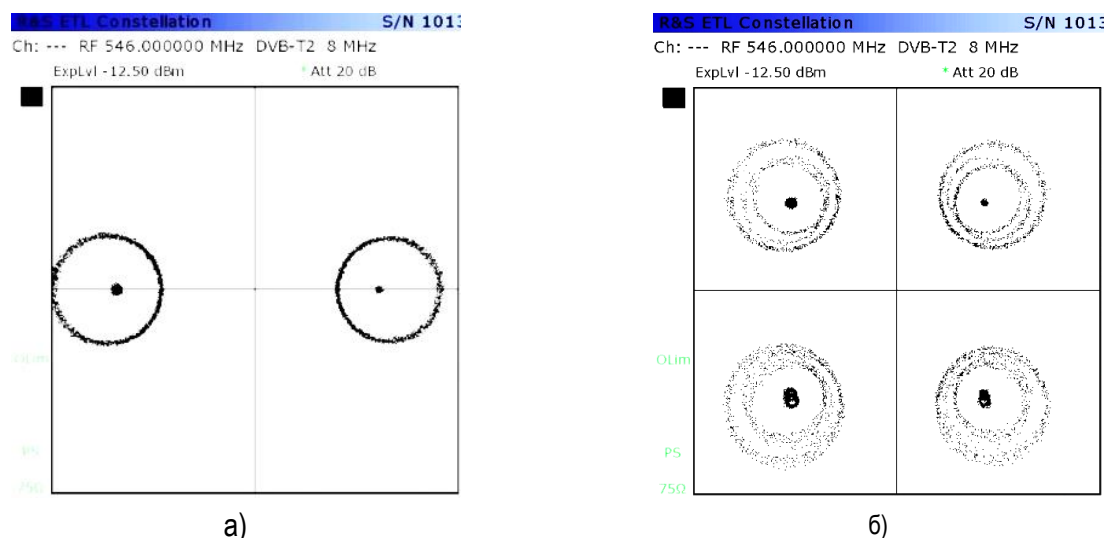 R&S ETL Constellation S/N 1013
Ch: --- RF 546.000000 MHz DVB-T2 8 MHz
ExpLvl -12.50 dBm * Att 20 dB
OLim
PS
75Ω
а)
R&S ETL Constellation S/N 1013
Ch: --- RF 546.000000 MHz DVB-T2 8 MHz
ExpLvl -12.50 dBm * Att 20 dB
OLim
PS
75Ω
б)